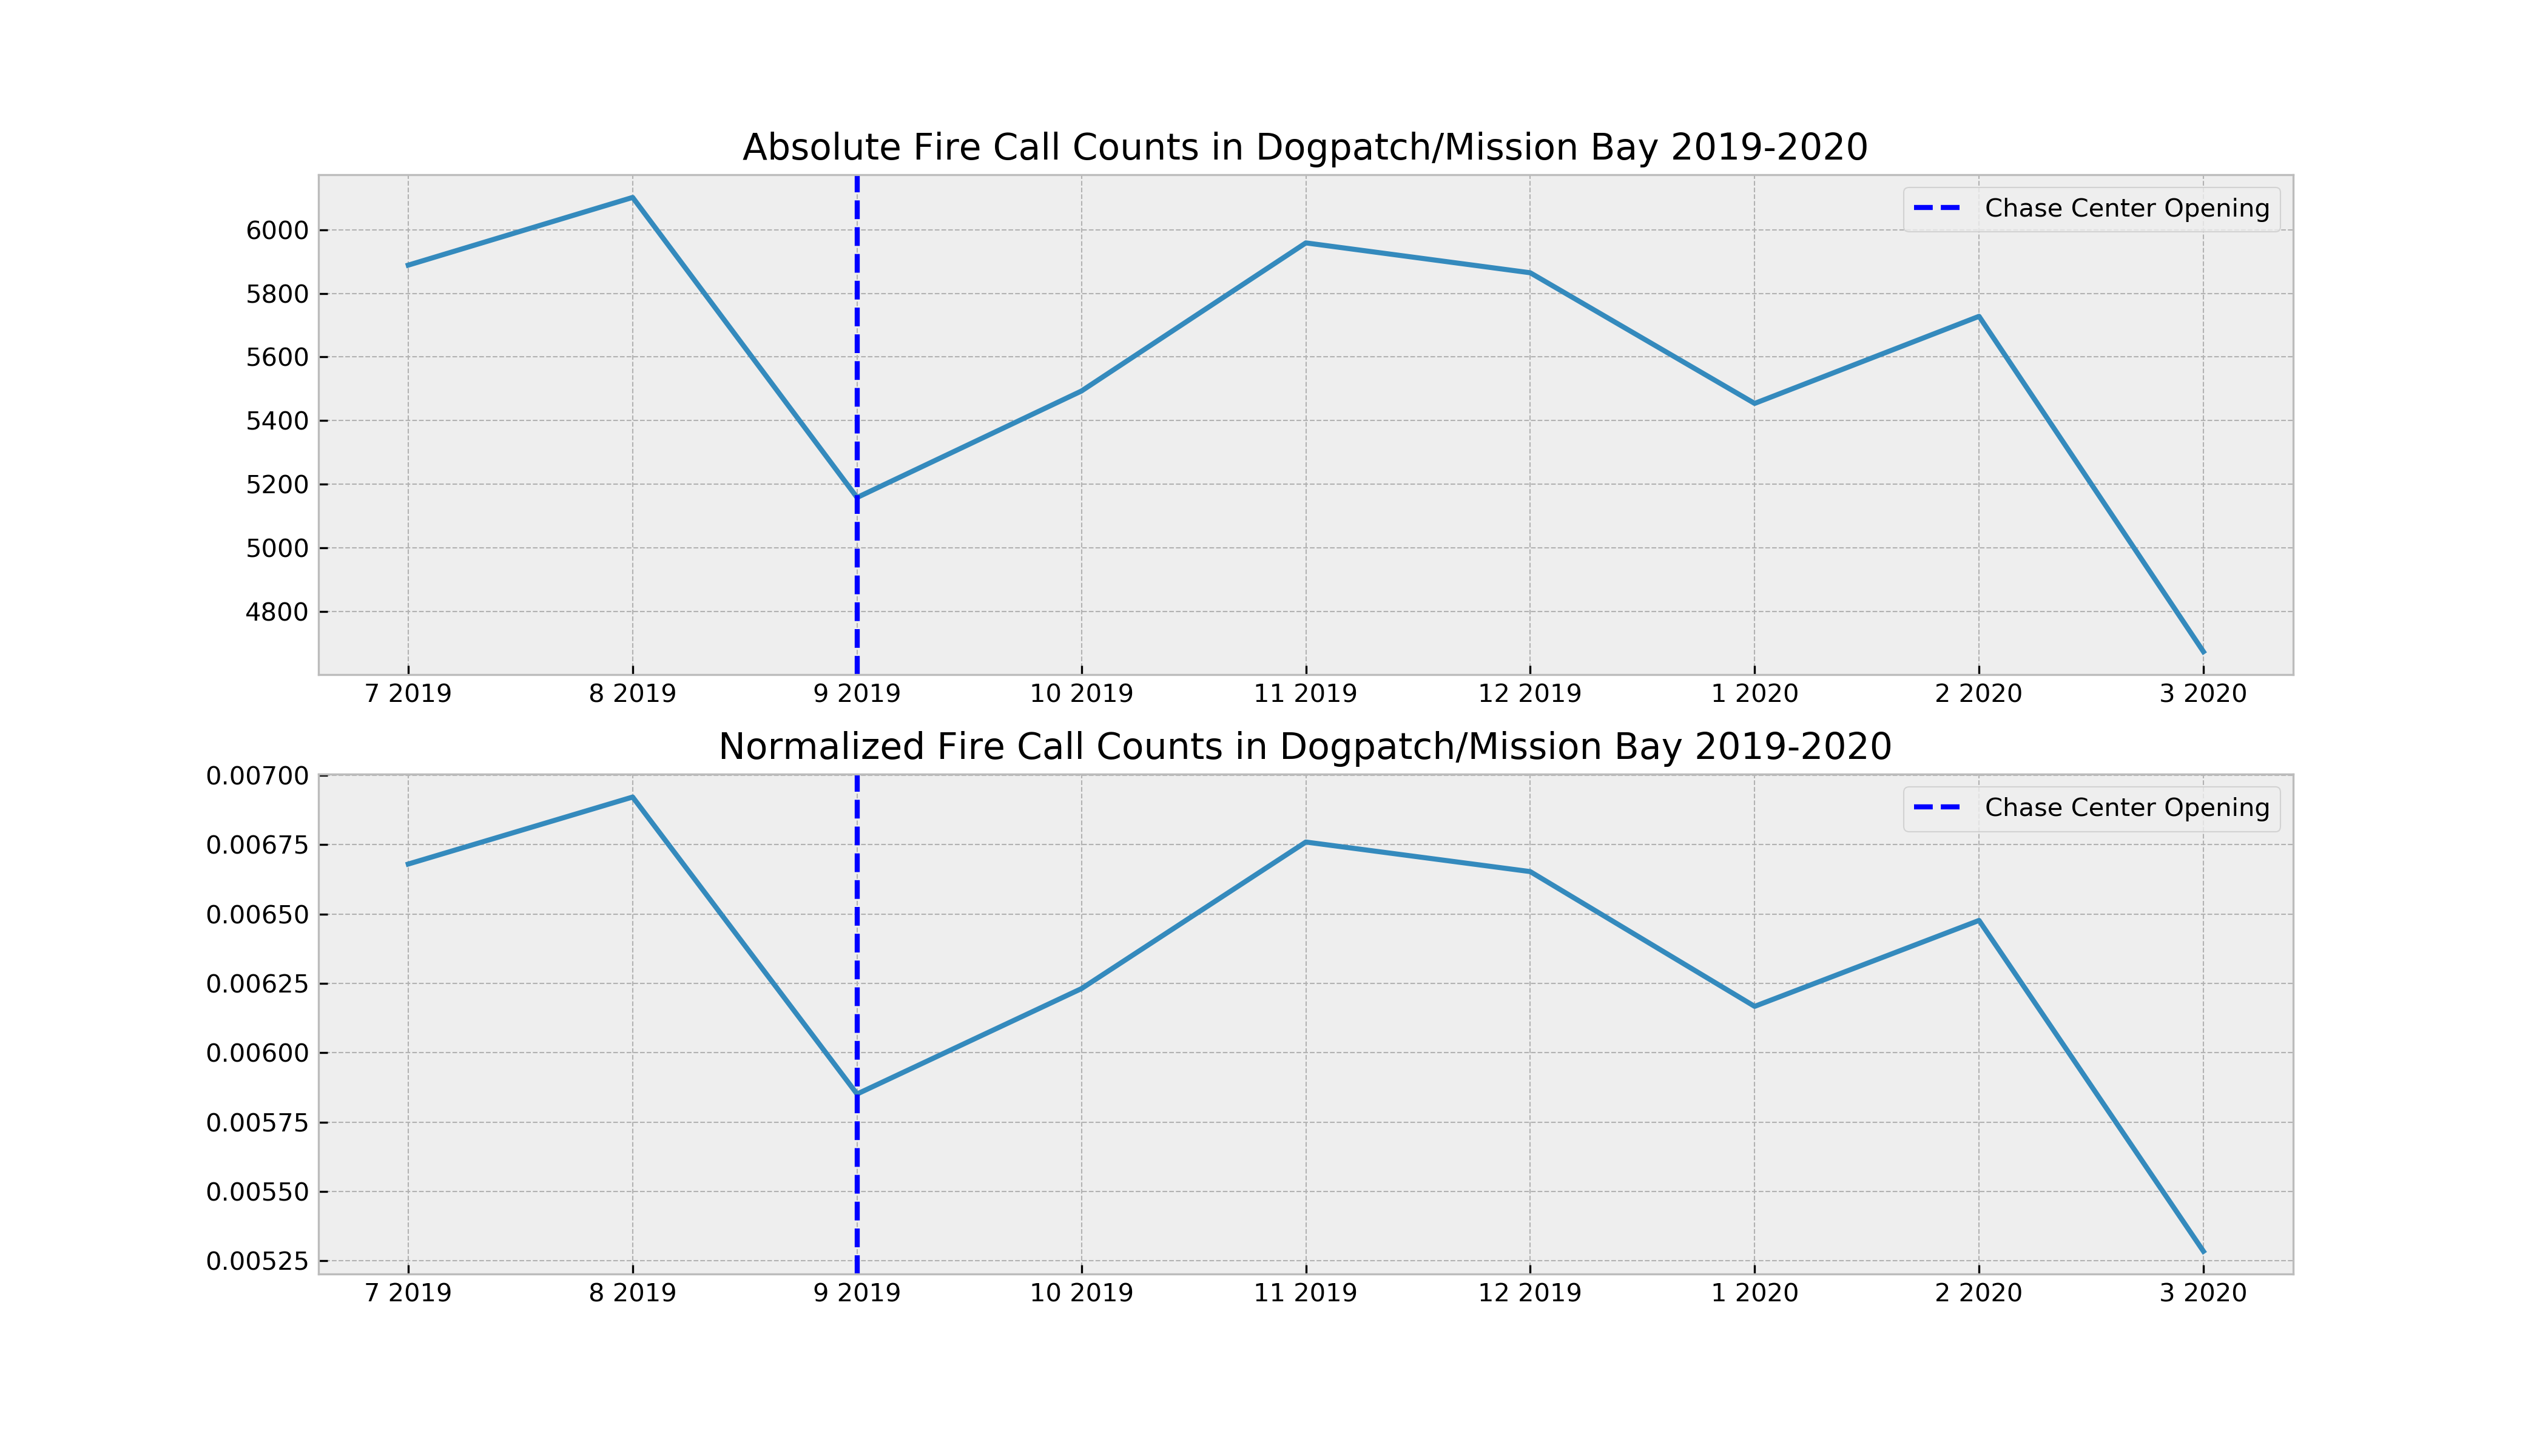 Absolute Fire Call Counts in Dogpatch/Mission Bay 2019-2020
Chase Center Opening
6000
5800
5600
5400
5200
5000
4800
7 2019 8 2019 9 2019 10 2019 11 2019 12 2019 1 2020 2 2020 3 2020
Normalized Fire Call Counts in Dogpatch/Mission Bay 2019-2020
Chase Center Opening
0.00700
0.00675
0.00650
0.00625
0.00600
0.00575
0.00550
0.00525
7 2019 8 2019 9 2019 10 2019 11 2019 12 2019 1 2020 2 2020 3 2020